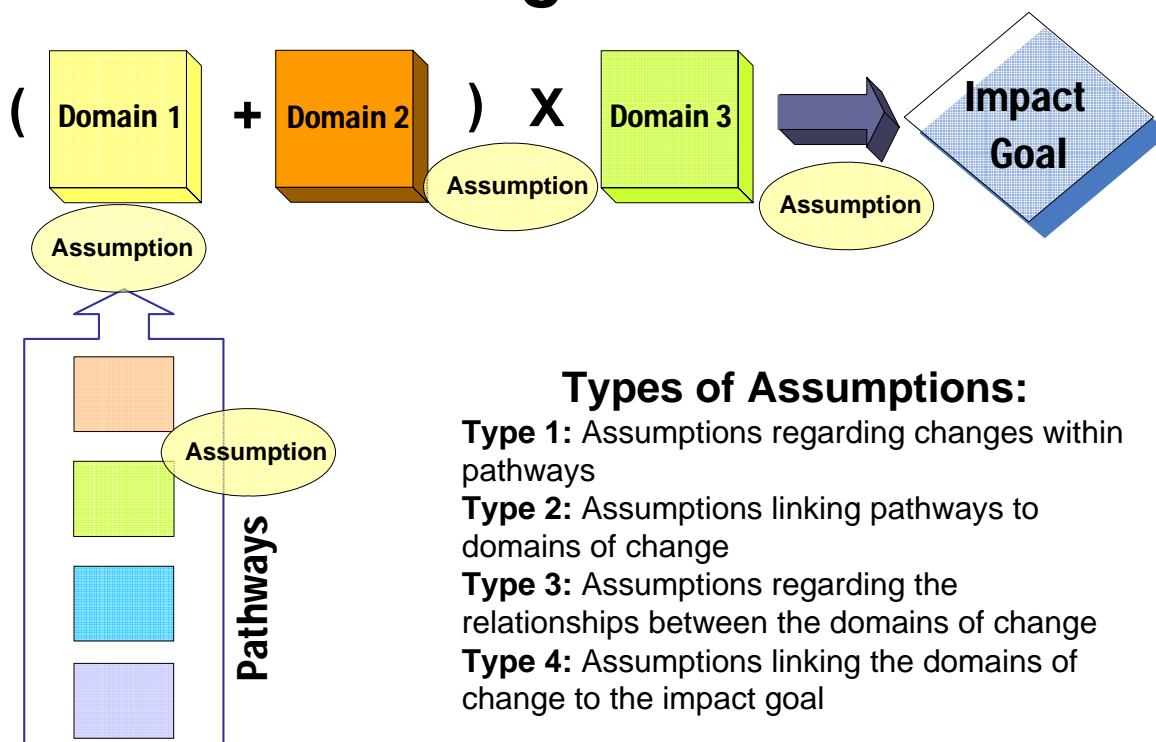 ( Domain 1 + Domain 2 ) X Domain 3 Impact
Goal
Assumption
Assumption
Assumption
Assumption
Pathways
Types of Assumptions:
Type 1: Assumptions regarding changes within
pathways
Type 2: Assumptions linking pathways to
domains of change
Type 3: Assumptions regarding the
relationships between the domains of change
Type 4: Assumptions linking the domains of
change to the impact goal